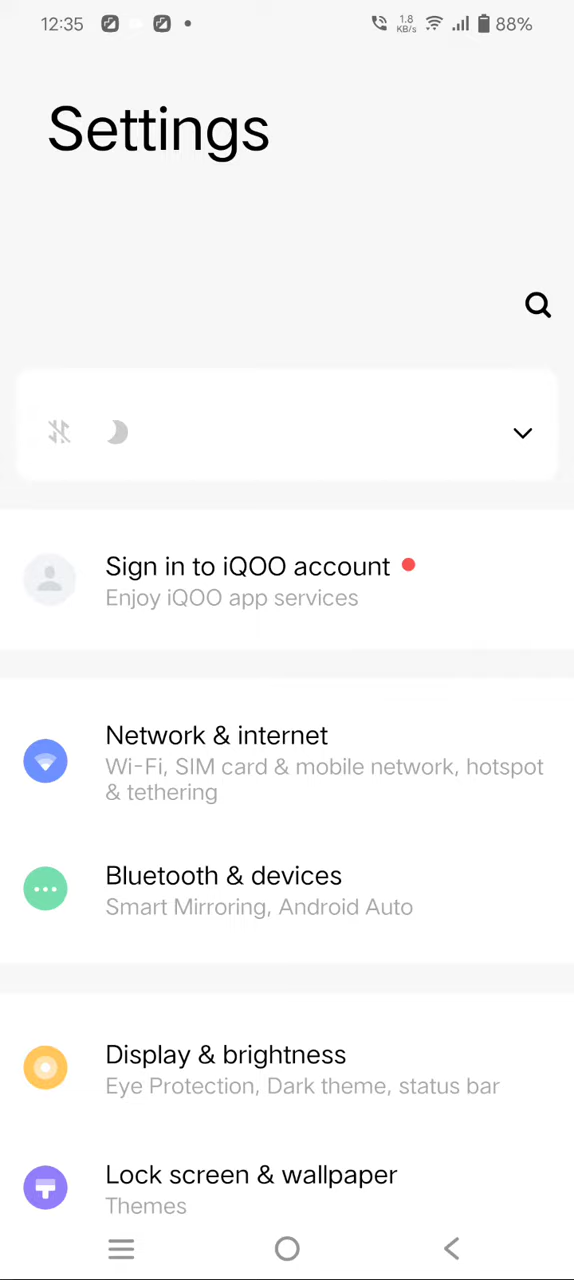 12:35
1.8
KB/s
88%
Settings
Sign in to iQOO account
Enjoy iQOO app services
Network & internet
Wi-Fi, SIM card & mobile network, hotspot
& tethering
Bluetooth & devices
Smart Mirroring, Android Auto
Display & brightness
Eye Protection, Dark theme, status bar
Lock screen & wallpaper
Themes